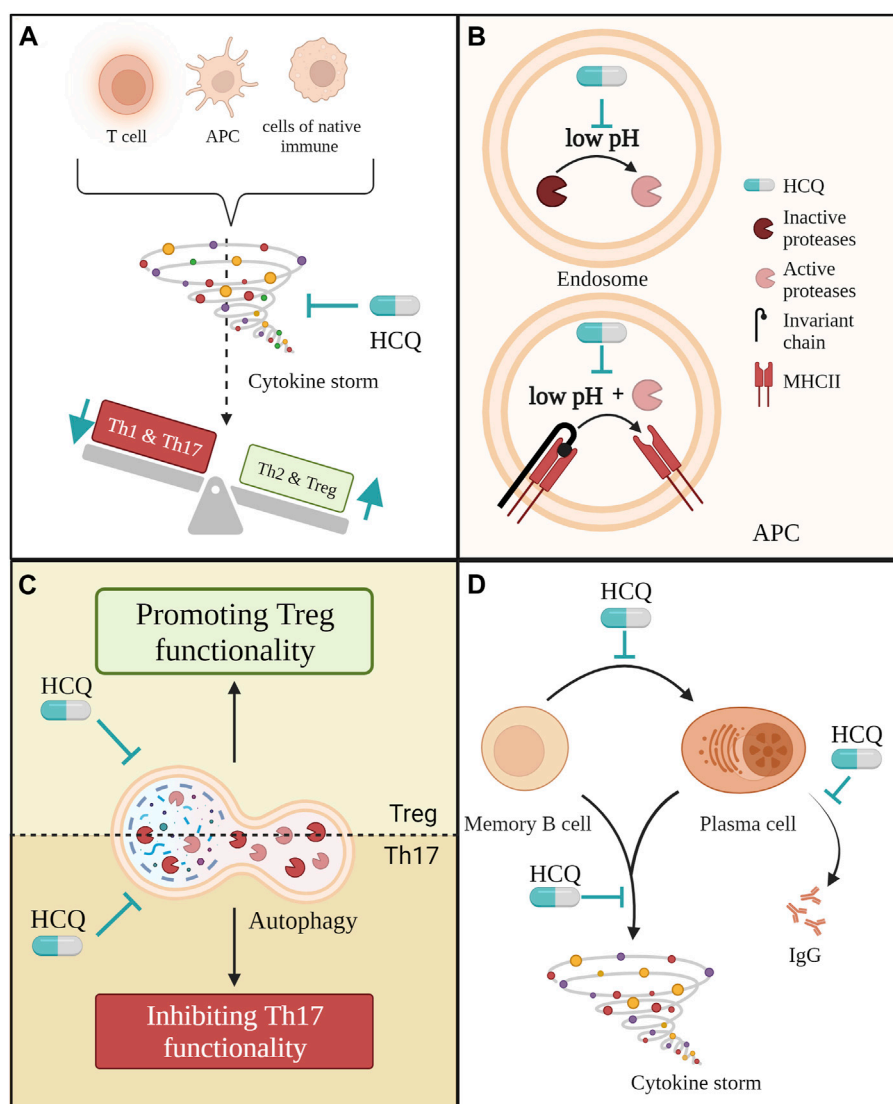 A
T cell
APC
cells of native
immune
HCQ
Cytokine storm
Th1 & Th17
Th2 & Treg
B
low pH
Endosome
low pH +
APC
HCQ
Inactive
proteases
Active
proteases
Invariant
chain
MHCII
C
Promoting Treg
functionality
HCQ
Treg
Th17
HCQ
Autophagy
Inhibiting Th17
functionality
D
HCQ
HCQ
Memory B cell
Plasma cell
HCQ
IgG
Cytokine storm